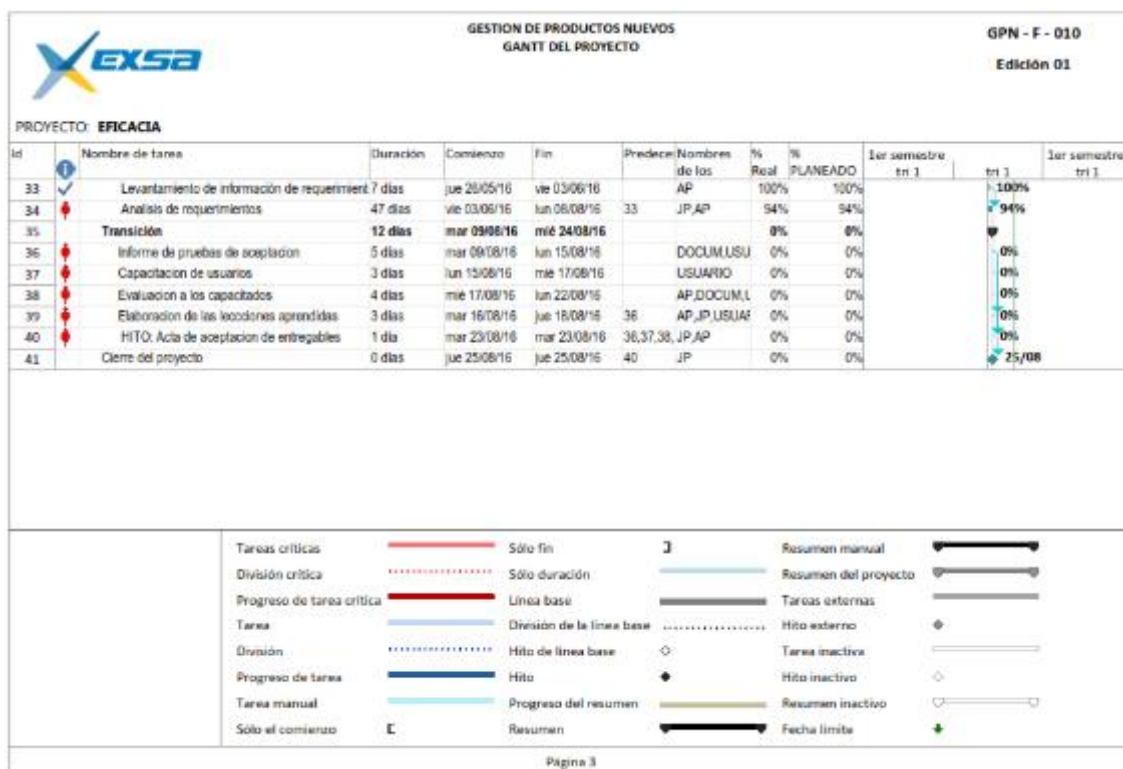 exsa
GESTION DE PRODUCTOS NUEVOS
GANTT DEL PROYECTO
GPN - F - 010
Edición 01
PROYECTO: EFICACIA
Id Nombre de tarea Duración Comienzo Fin Predece Nombres de los % Real % PLANEADO 1er semestre tri 1 tri 1 1er semestre tri 1
33 Levantamiento de información de requerimient 7 días jue 26/05/16 vie 03/06/16 AP 100% 100% 100%
34 Analisis de requerimientos 47 días vie 03/06/16 lun 08/08/16 33 JP,AP 94% 94% 94%
35 Transición 12 días mar 09/08/16 mié 24/08/16 0% 0%
36 Informe de pruebas de aceptacion 5 días mar 09/08/16 lun 15/08/16 DOCUM,USU 0% 0% 0%
37 Capacitacion de usuarios 3 días lun 15/08/16 mié 17/08/16 USUARIO 0% 0% 0%
38 Evaluacion a los capacitados 4 días mié 17/08/16 lun 22/08/16 AP,DOCUM,L 0% 0% 0%
39 Elaboracion de las leccciones aprendidas 3 días mar 16/08/16 jue 18/08/16 36 AP,JP,USUAF 0% 0% 0%
40 HITO: Acta de aceptacion de entregables 1 día mar 23/08/16 mar 23/08/16 36,37,38, JP,AP 0% 0% 0%
41 Cierre del proyecto 0 días jue 25/08/16 jue 25/08/16 40 JP 0% 0% 25/08
Tareas críticas Sólo fin Resumen manual
División crítica Sólo duración Resumen del proyecto
Progreso de tarea crítica Línea base Tareas externas
Tarea División de la línea base Hito externo
División Hito de línea base Tarea inactiva
Progreso de tarea Hito Hito inactivo
Tarea manual Progreso del resumen Resumen inactivo
Sólo el comienzo Resumen Fecha límite
Página 3